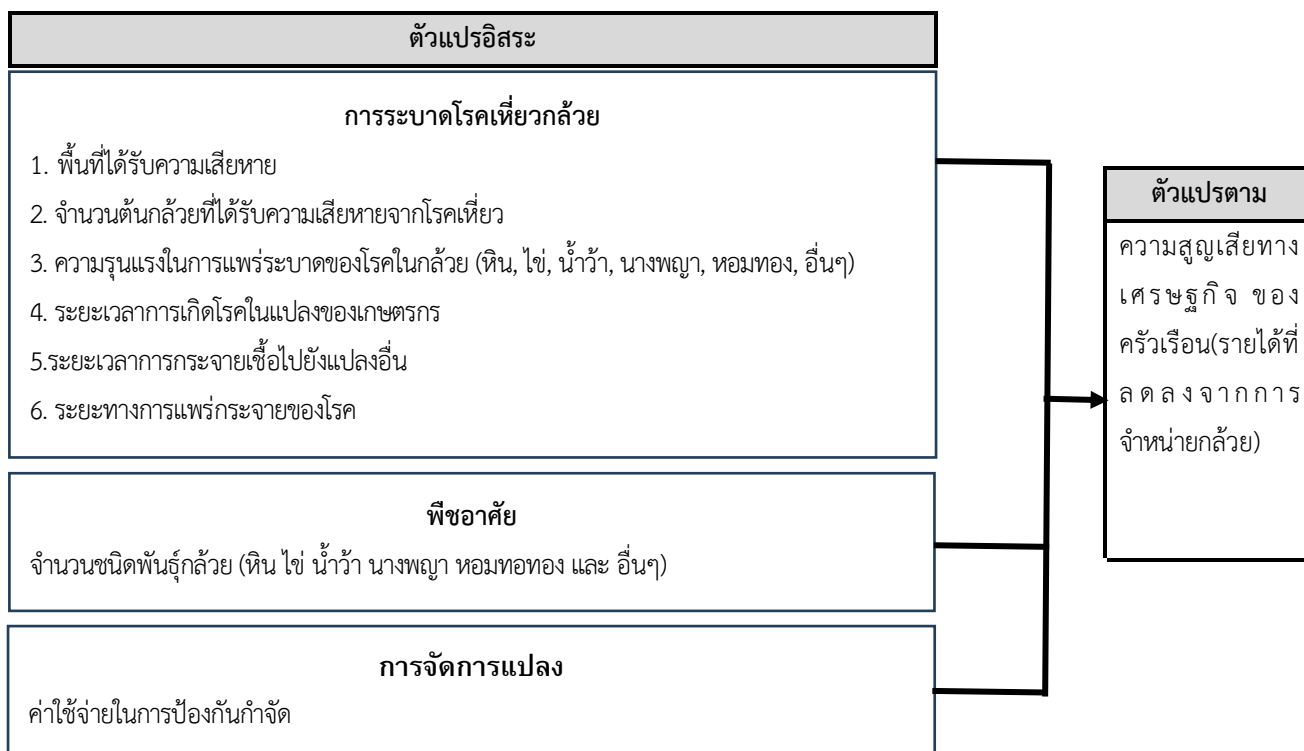 ตัวแปรอิสระ
การระบาดโรคเหี่ยวกล้วย
1. พื้นที่ได้รับความเสียหาย
2. จำนวนต้นกล้วยที่ได้รับความเสียหายจากโรคเหี่ยว
3. ความรุนแรงในการแพร่ระบาดของโรคในกล้วย (หิน, ไข่, น้ำว้า, นางพญา, หอมทอง, อื่นๆ)
4. ระยะเวลาการเกิดโรคในแปลงของเกษตรกร
5.ระยะเวลาการกระจายเชื้อไปยังแปลงอื่น
6. ระยะทางการแพร่กระจายของโรค
พืชอาศัย
จำนวนชนิดพันธุ์กล้วย (หิน ไข่ น้ำว้า นางพญา หอมทอทอง และ อื่นๆ)
การจัดการแปลง
ค่าใช้จ่ายในการป้องกันกำจัด
ตัวแปรตาม
ความสูญเสียทาง
เศรษฐกิจ ของ
ครัวเรือน(รายได้ที่
ลดลงจากการ
จำหน่ายกล้วย)